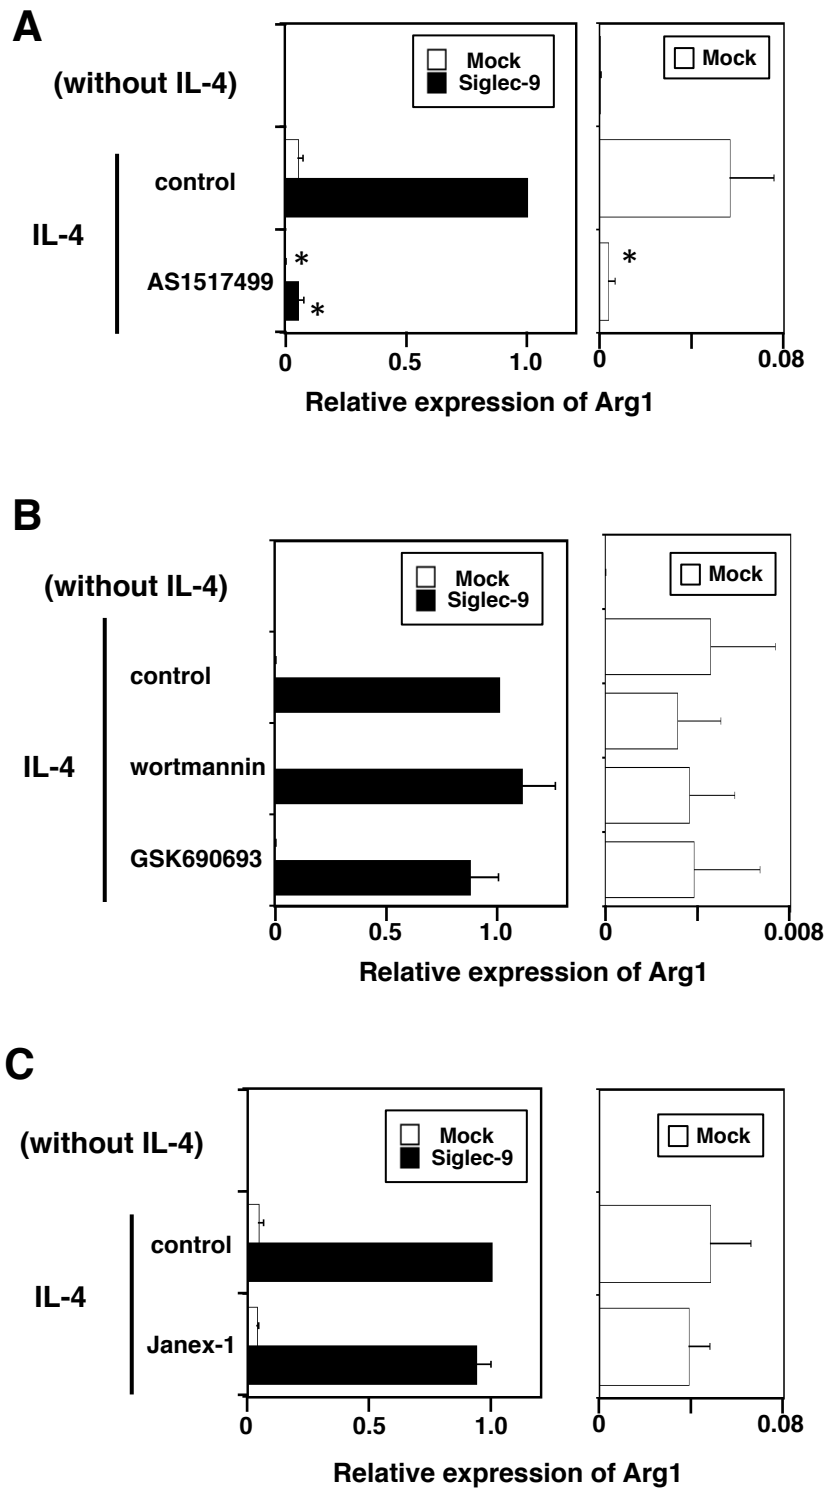 A
Mock
Siglec-9
Mock
(without IL-4)
control
IL-4
AS1517499
*
*
*
0
0.5
1.0
0
0.08
Relative expression of Arg1
B
Mock
Siglec-9
Mock
(without IL-4)
control
IL-4
wortmannin
GSK690693
0
0.5
1.0
0
0.008
Relative expression of Arg1
C
Mock
Siglec-9
Mock
(without IL-4)
control
IL-4
Janex-1
0
0.5
1.0
0
0.08
Relative expression of Arg1